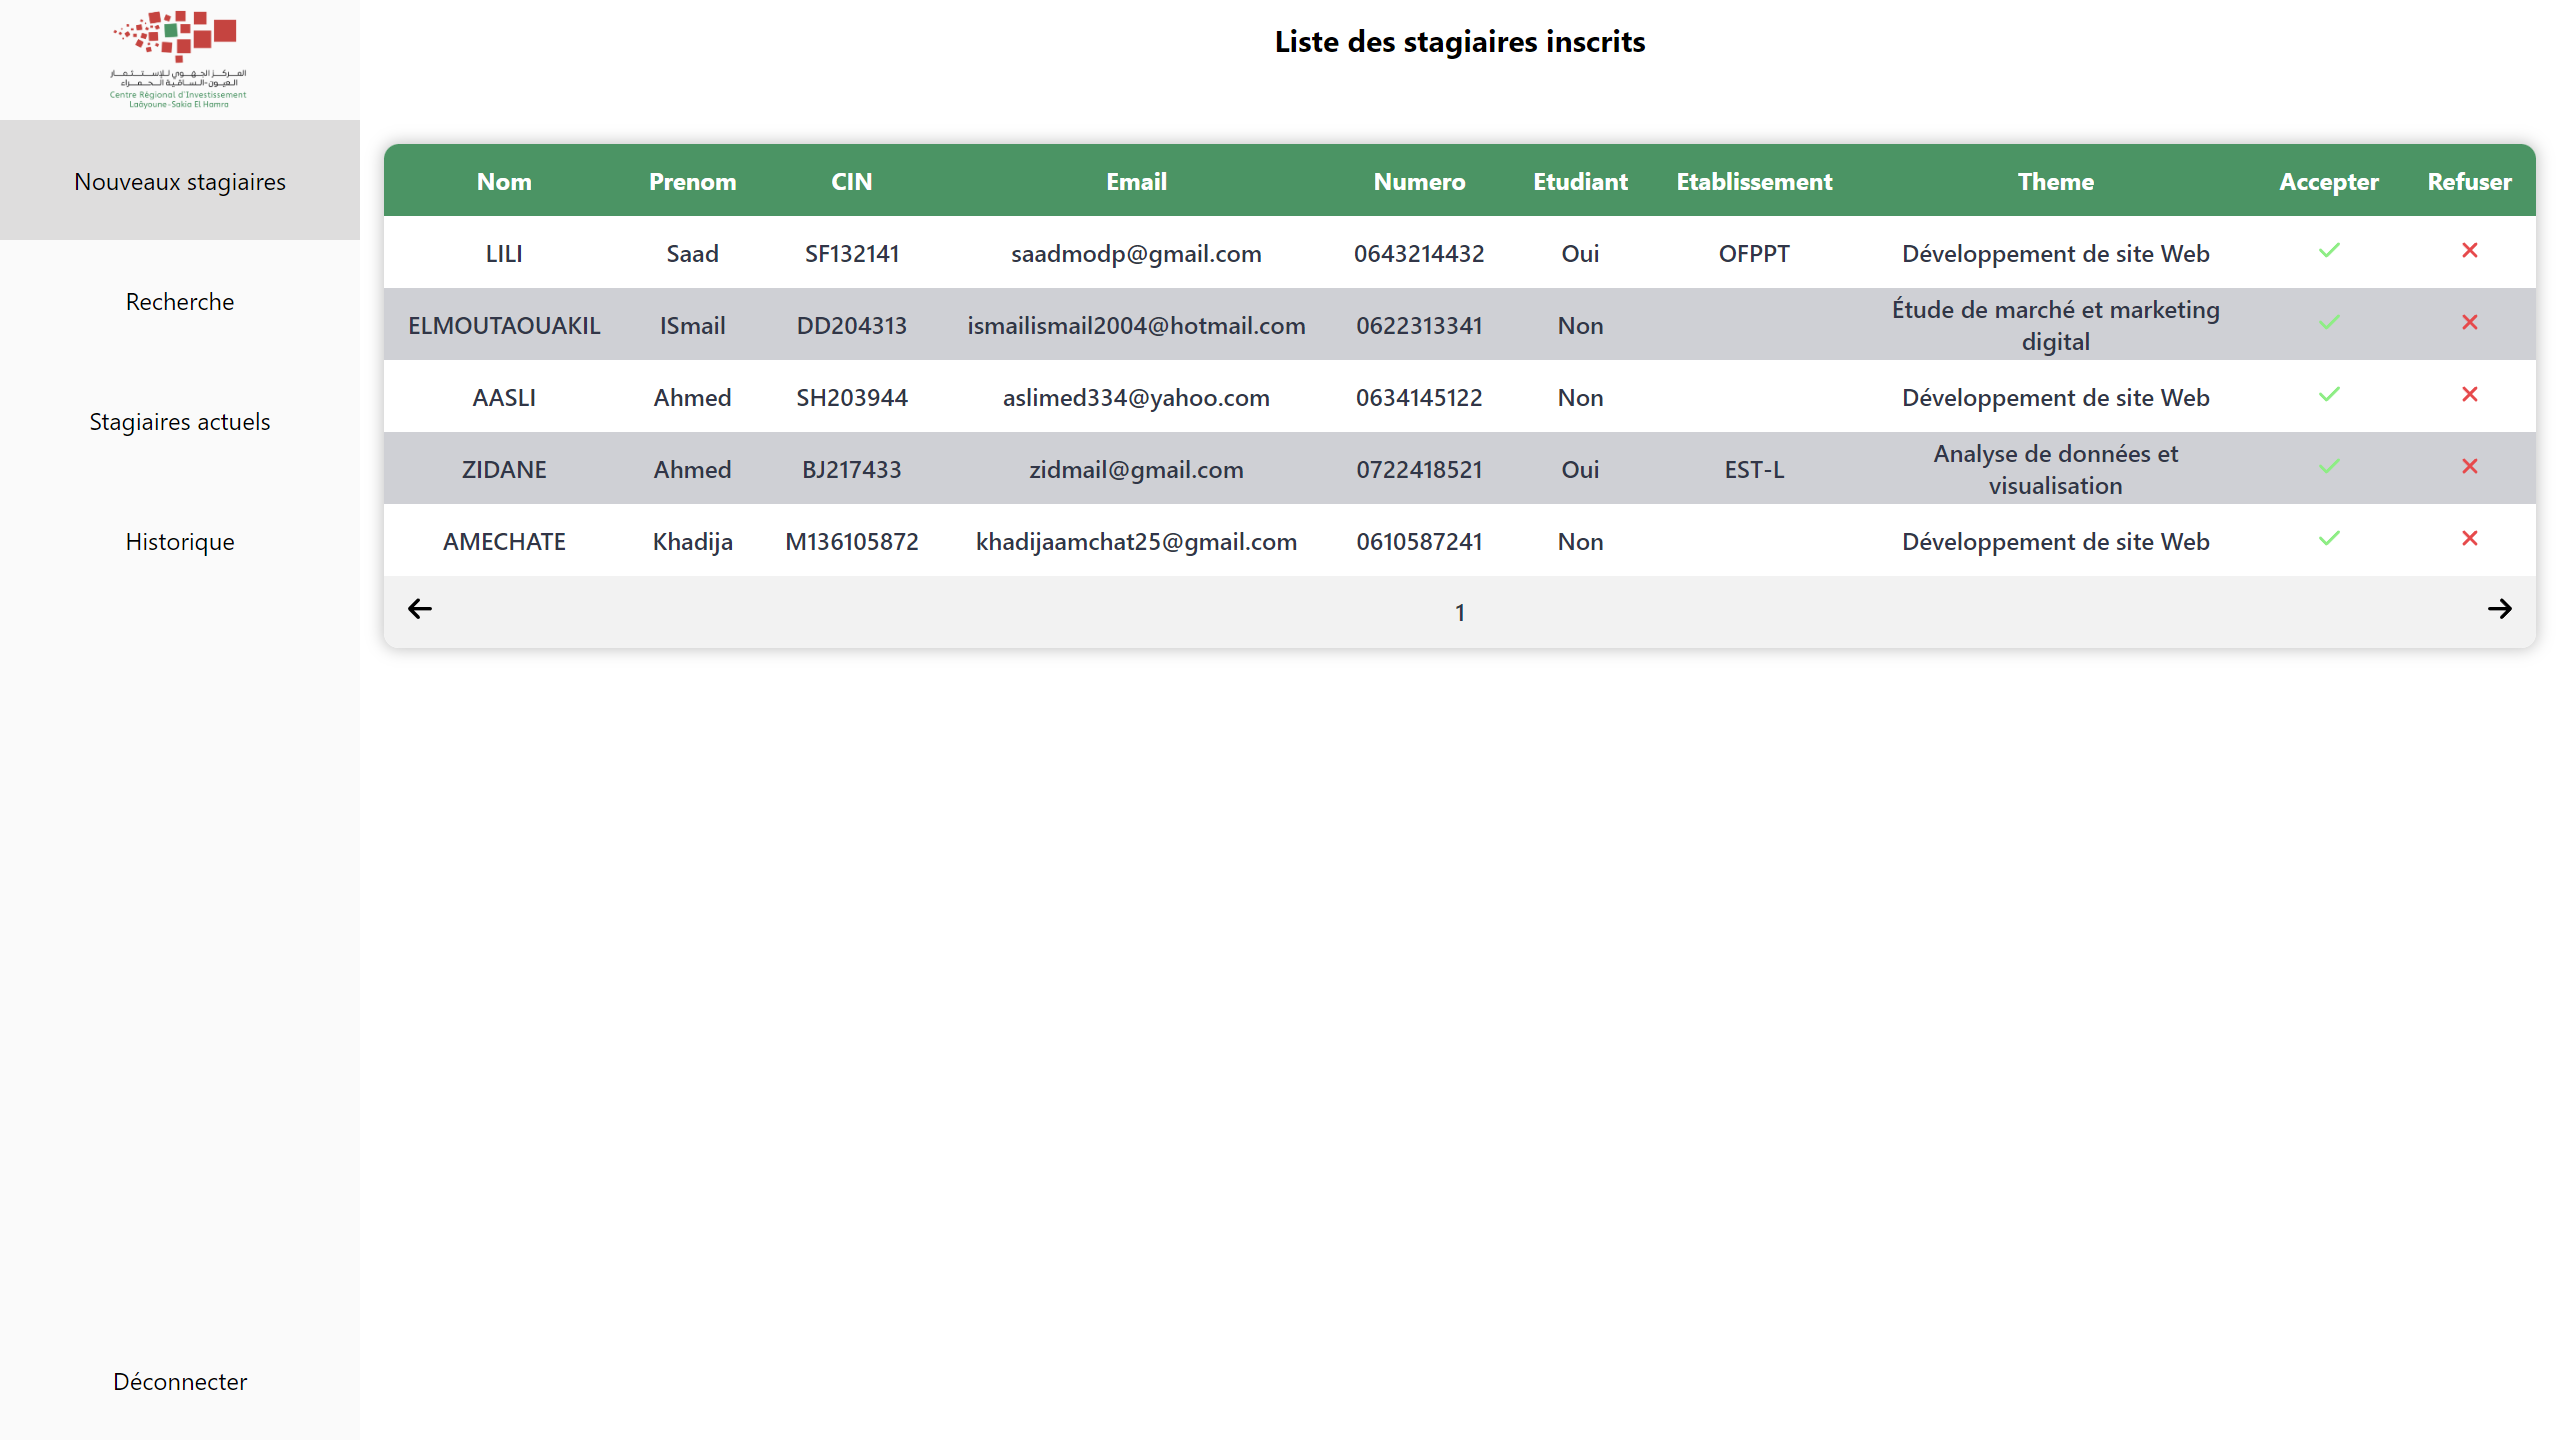 المـركـز الجـهـوي للإسـتـثـمـار
العيون-الساقية الحمراء
Centre Régional d'Investissement
Laâyoune-Sakia El Hamra
Nouveaux stagiaires
Recherche
Stagiaires actuels
Historique
Déconnecter
Liste des stagiaires inscrits
Nom Prenom CIN Email Numero Etudiant Etablissement Theme Accepter Refuser
LILI Saad SF132141 saadmodp@gmail.com 0643214432 Oui OFPPT Développement de site Web
ELMOUTAOUAKIL ISmail DD204313 ismailismail2004@hotmail.com 0622313341 Non Étude de marché et marketing
digital
AASLI Ahmed SH203944 aslimed334@yahoo.com 0634145122 Non Développement de site Web
ZIDANE Ahmed BJ217433 zidmail@gmail.com 0722418521 Oui EST-L Analyse de données et
visualisation
AMECHATE Khadija M136105872 khadijaamchat25@gmail.com 0610587241 Non Développement de site Web
1